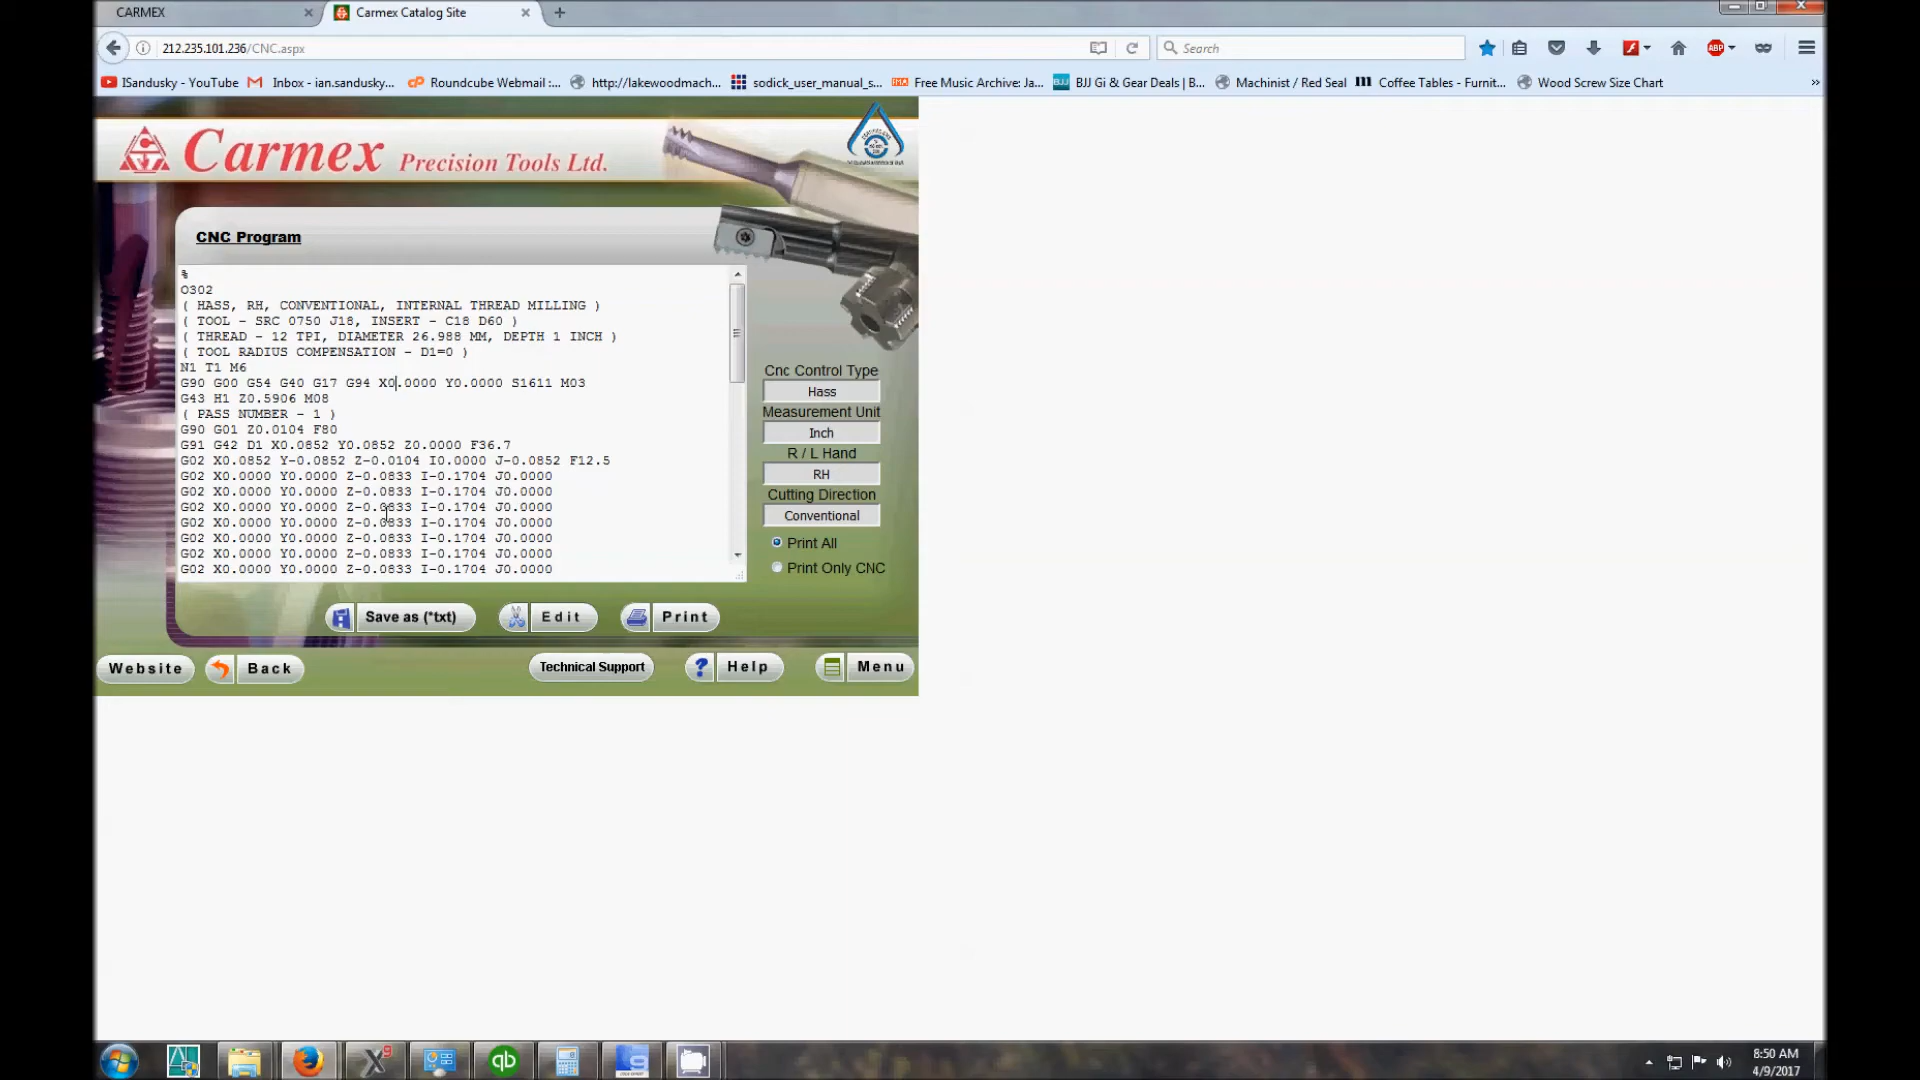 CARMEX
Carmex Catalog Site
212.235.101.236/CNC.aspx
Search
ABP
ISandusky - YouTube
Inbox - ian.sandusky...
Roundcube Webmail :...
http://lakewoodmach...
sodick_user_manual_s...
Free Music Archive: Ja...
BJJ Gi & Gear Deals | B...
Machinist / Red Seal
Coffee Tables - Furnit...
Wood Screw Size Chart
Carmex Precision Tools Ltd.
CNC Program
%
O302
( HASS, RH, CONVENTIONAL, INTERNAL THREAD MILLING )
( TOOL - SRC 0750 J18, INSERT - C18 D60 )
( THREAD - 12 TPI, DIAMETER 26.988 MM, DEPTH 1 INCH )
( TOOL RADIUS COMPENSATION - D1=0 )
N1 T1 M6
G90 G00 G54 G40 G17 G94 X0.0000 Y0.0000 S1611 M03
G43 H1 Z0.5906 M08
( PASS NUMBER - 1 )
G90 G01 Z0.0104 F80
G91 G42 D1 X0.0852 Y0.0852 Z0.0000 F36.7
G02 X0.0852 Y-0.0852 Z-0.0104 I0.0000 J-0.0852 F12.5
G02 X0.0000 Y0.0000 Z-0.0833 I-0.1704 J0.0000
G02 X0.0000 Y0.0000 Z-0.0833 I-0.1704 J0.0000
G02 X0.0000 Y0.0000 Z-0.0833 I-0.1704 J0.0000
G02 X0.0000 Y0.0000 Z-0.0833 I-0.1704 J0.0000
G02 X0.0000 Y0.0000 Z-0.0833 I-0.1704 J0.0000
G02 X0.0000 Y0.0000 Z-0.0833 I-0.1704 J0.0000
G02 X0.0000 Y0.0000 Z-0.0833 I-0.1704 J0.0000
Cnc Control Type
Hass
Measurement Unit
Inch
R / L Hand
RH
Cutting Direction
Conventional
Print All
Print Only CNC
Save as (*txt)
Edit
Print
Website
Back
Technical Support
Help
Menu
qb
8:50 AM
4/9/2017